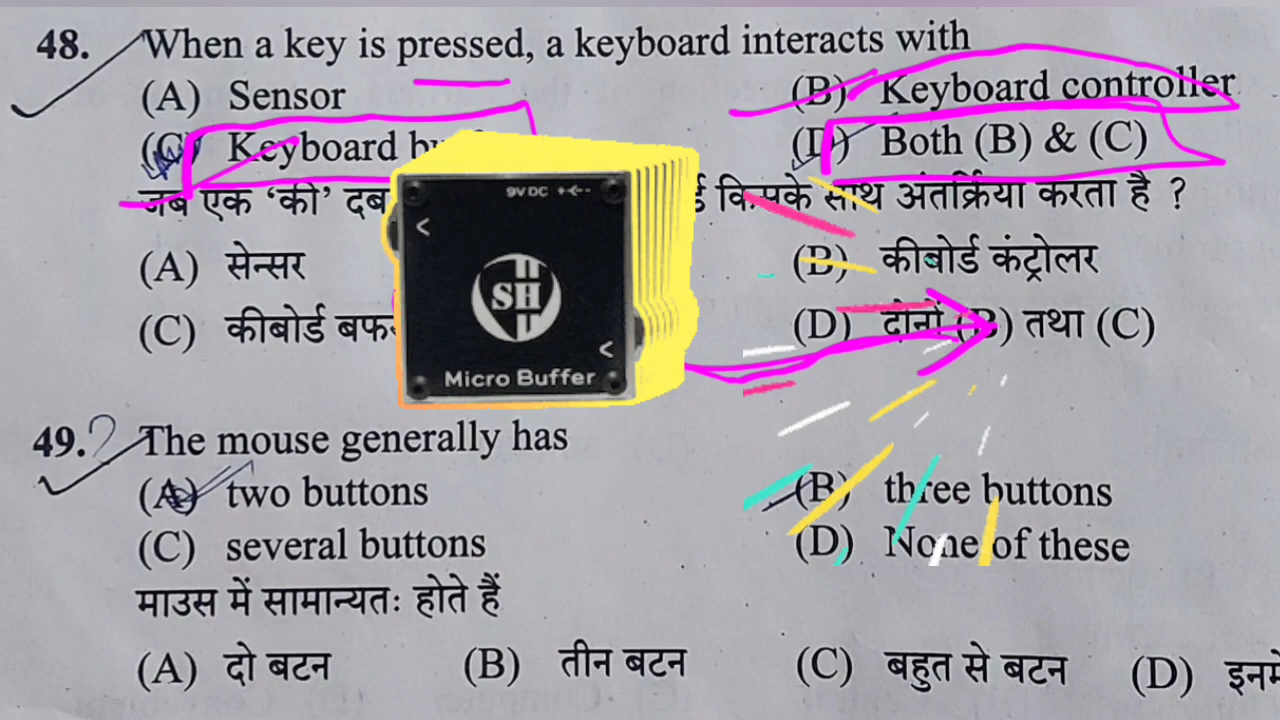 48. When a key is pressed, a keyboard interacts with
(A) Sensor (B) Keyboard controller
(C) Keyboard (D) Both (B) & (C)
जब एक ‘की’ किसके साथ अंतर्क्रिया करता है ?
(A) सेन्सर (B) कीबोर्ड कंट्रोलर
(C) कीबोर्ड (D) दोनों (B) तथा (C)
9V DC
SH
Micro Buffer
49. The mouse generally has
(A) two buttons (B) three buttons
(C) several buttons (D) None of these
माउस में सामान्यतः होते हैं
(A) दो बटन (B) तीन बटन (C) बहुत से बटन (D)